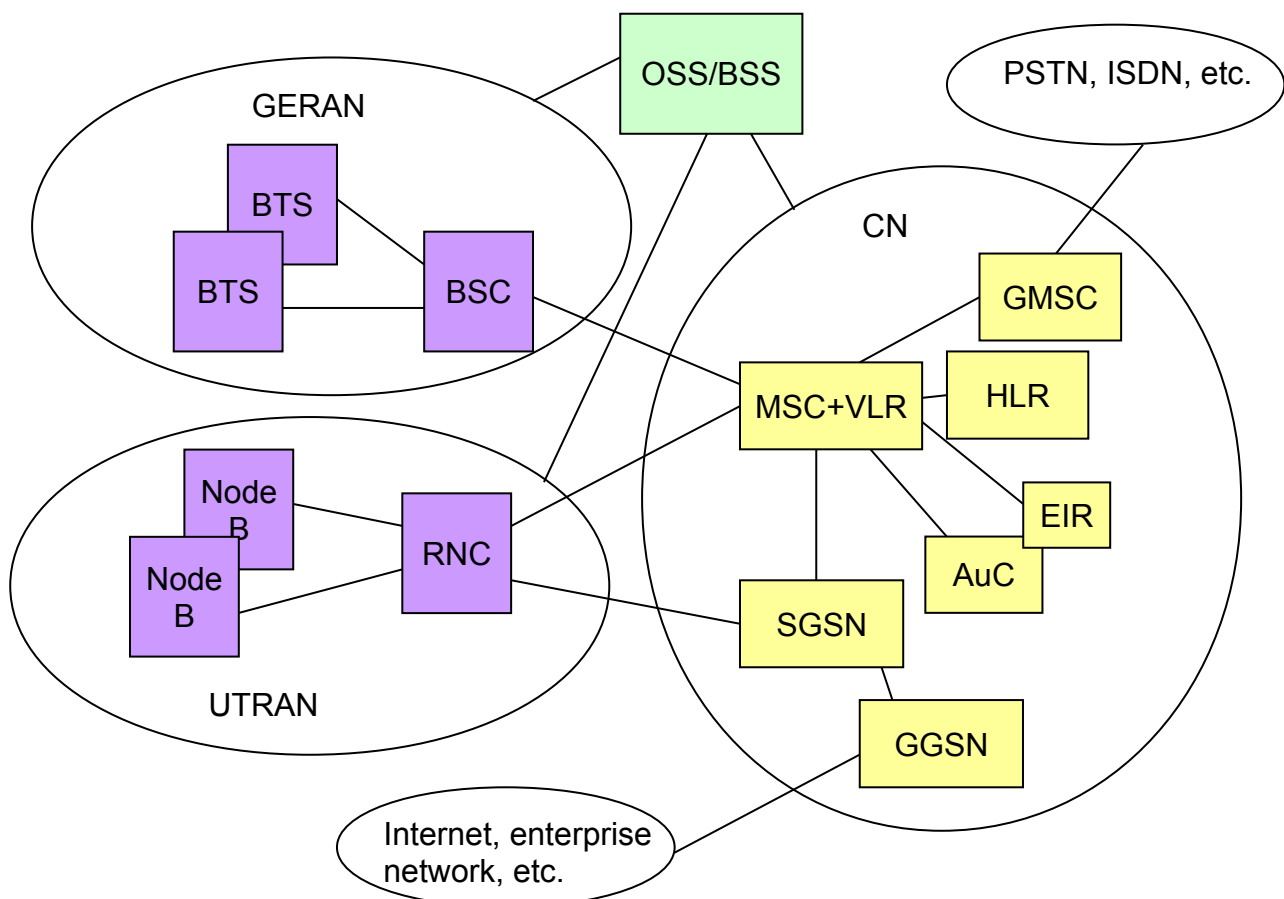 OSS/BSS
PSTN, ISDN, etc.
GERAN
BTS
BTS
BSC
CN
GMSC
MSC+VLR
HLR
Node
B
Node
B
RNC
EIR
AuC
SGSN
UTRAN
GGSN
Internet, enterprise
network, etc.